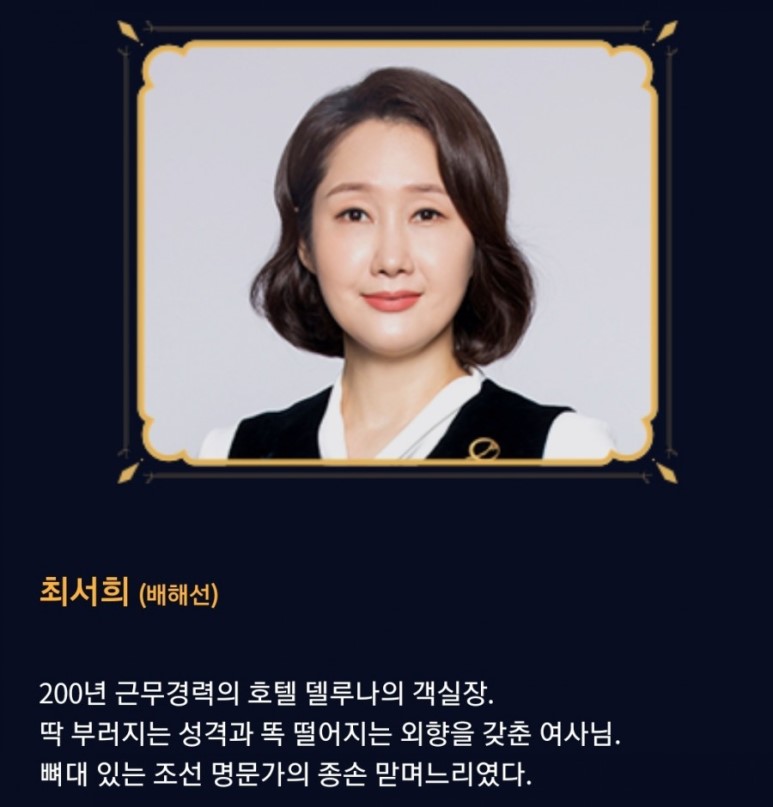 최서희 (배해선)
200년 근무경력의 호텔 델루나의 객실장.
딱 부러지는 성격과 똑 떨어지는 외향을 갖춘 여사님.
뼈대 있는 조선 명문가의 종손 맏며느리였다.